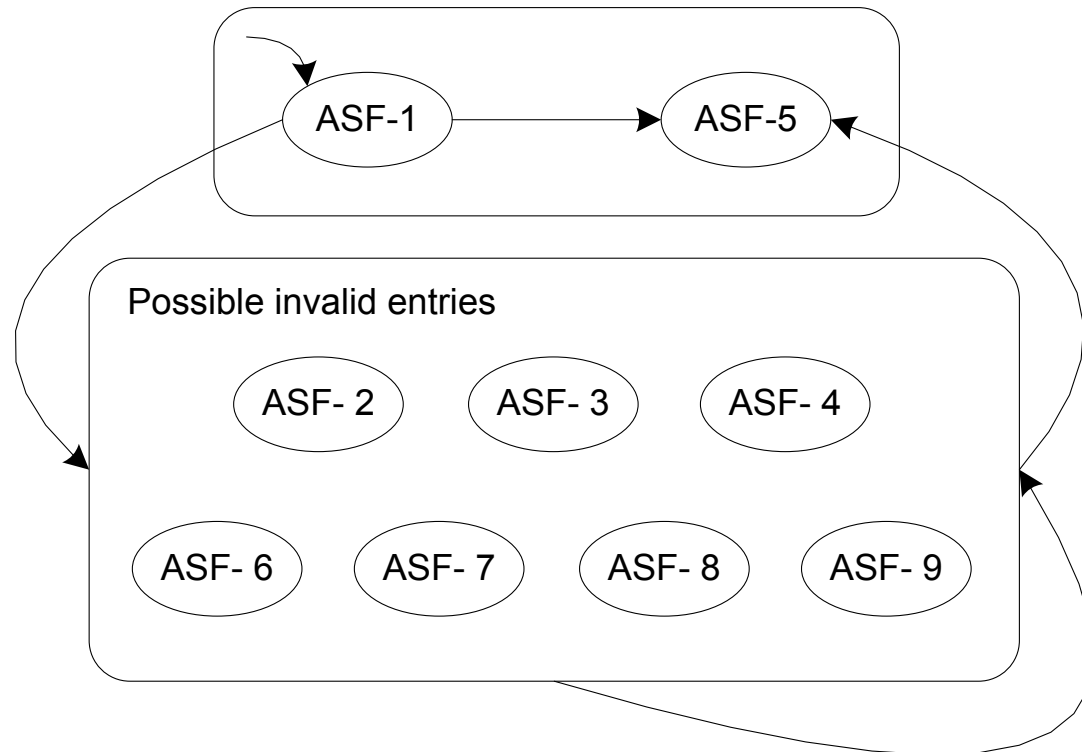 ASF-1
ASF-5
Possible invalid entries
ASF- 2
ASF- 3
ASF- 4
ASF- 6
ASF- 7
ASF- 8
ASF- 9